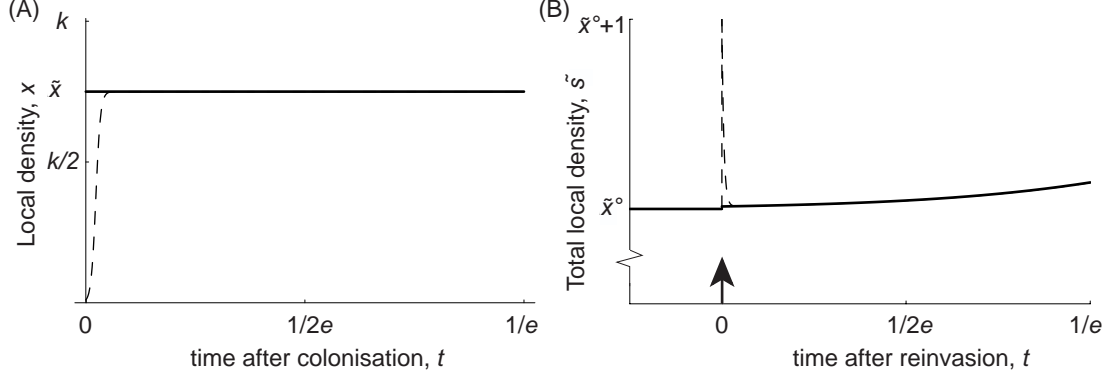 (A)
k
x̃
k/2
Local density, x
0
1/2e
1/e
time after colonisation, t
(B)
x̃°+1
x̃°
Total local density, s̃
0
1/2e
1/e
time after reinvasion, t